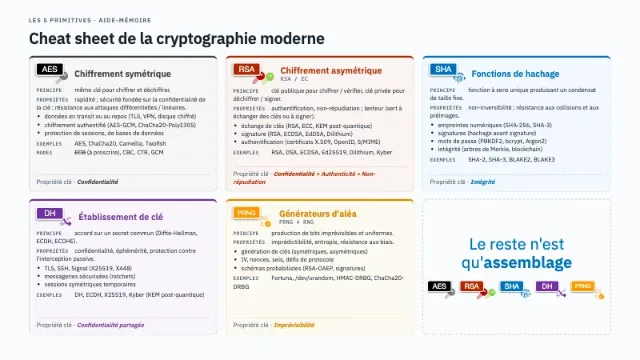 LES 5 PRIMITIVES · AIDE-MÉMOIRE
Cheat sheet de la cryptographie moderne
AES
Chiffrement symétrique
PRINCIPE même clé pour chiffrer et déchiffrer.
PROPRIÉTÉS rapidité ; sécurité fondée sur la confidentialité de
la clé ; résistance aux attaques différentielles / linéaires.
• données en transit ou au repos (TLS, VPN, disque chiffré)
• chiffrement authentifié (AES-GCM, ChaCha20-Poly1305)
• protection de sessions, de bases de données
EXEMPLES AES, ChaCha20, Camellia, Twofish
MODES ECB (à proscrire), CBC, CTR, GCM
Propriété clé · Confidentialité
RSA
Chiffrement asymétrique
RSA / EC
PRINCIPE clé publique pour chiffrer / vérifier, clé privée pour
déchiffrer / signer.
PROPRIÉTÉS authentification, non-répudiation ; lenteur (sert à
échanger des clés ou à signer).
• échange de clés (RSA, ECC, KEM post-quantique)
• signature (RSA, ECDSA, EdDSA, Dilithium)
• authentification (certificats X.509, OpenID, S/MIME)
EXEMPLES RSA, DSA, ECDSA, Ed25519, Dilithium, Kyber
Propriété clé · Confidentialité + Authenticité + Non-
répudiation
SHA
Fonctions de hachage
PRINCIPE fonction à sens unique produisant un condensat
de taille fixe.
PROPRIÉTÉS non-inversibilité ; résistance aux collisions et aux
préimages.
• empreintes numériques (SHA-256, SHA-3)
• signatures (hachage avant signature)
• mots de passe (PBKDF2, bcrypt, Argon2)
• intégrité (arbres de Merkle, blockchain)
EXEMPLES SHA-2, SHA-3, BLAKE2, BLAKE3
Propriété clé · Intégrité
DH
Établissement de clé
PRINCIPE accord sur un secret commun (Diffie-Hellman,
ECDH, ECDHE).
PROPRIÉTÉS confidentialité, éphémérité, protection contre
l'interception passive.
• TLS, SSH, Signal (X25519, X448)
• messageries sécurisées (ratchets)
• sessions symétriques temporaires
EXEMPLES DH, ECDH, X25519, Kyber (KEM post-quantique)
Propriété clé · Confidentialité partagée
PRNG
Générateurs d'aléa
PRNG + RNG
PRINCIPE production de bits imprévisibles et uniformes.
PROPRIÉTÉS imprédictibilité, entropie, résistance aux biais.
• génération de clés (symétriques, asymétriques)
• IV, nonces, seis, défis de protocole
• schémas probabilistes (RSA-OAEP, signatures)
EXEMPLES Fortuna, /dev/urandom, HMAC-DRBG, ChaCha20-
DRBG
Propriété clé · Imprévisibilité
Le reste n'est
qu'assemblage
AES RSA SHA DH PRNG